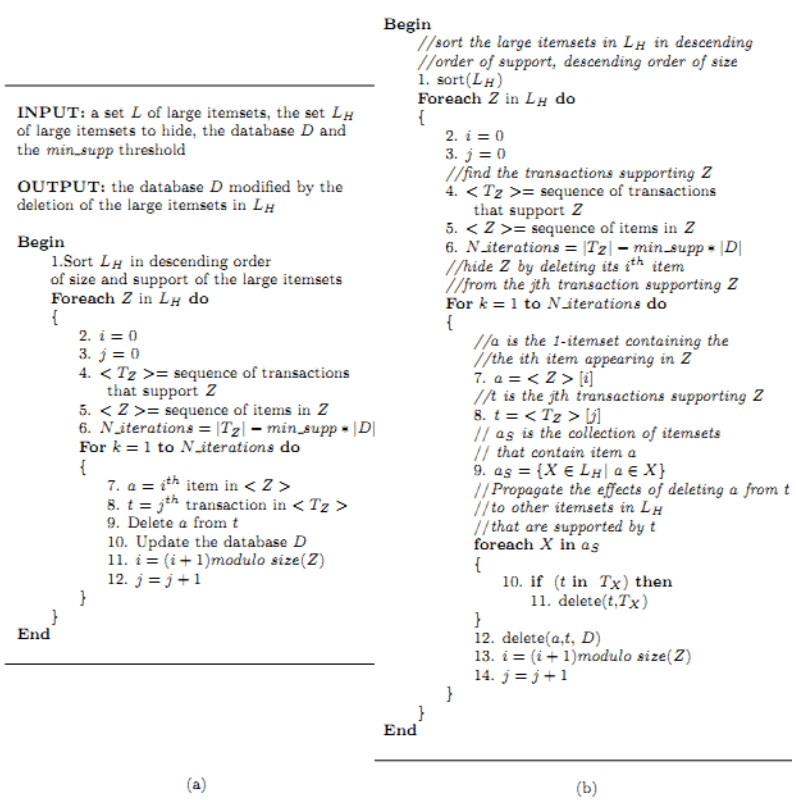 INPUT: a set L of large itemsets, the set L_H
of large itemsets to hide, the database D and
the min_supp threshold
OUTPUT: the database D modified by the
deletion of the large itemsets in L_H
Begin
1.Sort L_H in descending order
of size and support of the large itemsets
Foreach Z in L_H do
{
2. i = 0
3. j = 0
4. < T_Z >= sequence of transactions
that support Z
5. < Z >= sequence of items in Z
6. N_iterations = |T_Z| − min_supp * |D|
For k = 1 to N_iterations do
{
7. a = i^th item in < Z >
8. t = j^th transaction in < T_Z >
9. Delete a from t
10. Update the database D
11. i = (i + 1)modulo size(Z)
12. j = j + 1
}
}
End
(a)
Begin
//sort the large itemsets in L_H in descending
//order of support, descending order of size
1. sort(L_H)
Foreach Z in L_H do
{
2. i = 0
3. j = 0
//find the transactions supporting Z
4. < T_Z >= sequence of transactions
that support Z
5. < Z >= sequence of items in Z
6. N_iterations = |T_Z| − min_supp * |D|
//hide Z by deleting its i^th item
//from the jth transaction supporting Z
For k = 1 to N_iterations do
{
//a is the 1-itemset containing the
//the ith item appearing in Z
7. a = < Z > [i]
//t is the jth transactions supporting Z
8. t = < T_Z > [j]
// a_S is the collection of itemsets
// that contain item a
9. a_S = {X ∈ L_H| a ∈ X}
//Propagate the effects of deleting a from t
//to other itemsets in L_H
//that are supported by t
foreach X in a_S
{
10. if (t in T_X) then
11. delete(t,T_X)
}
12. delete(a,t, D)
13. i = (i + 1)modulo size(Z)
14. j = j + 1
}
}
End
(b)